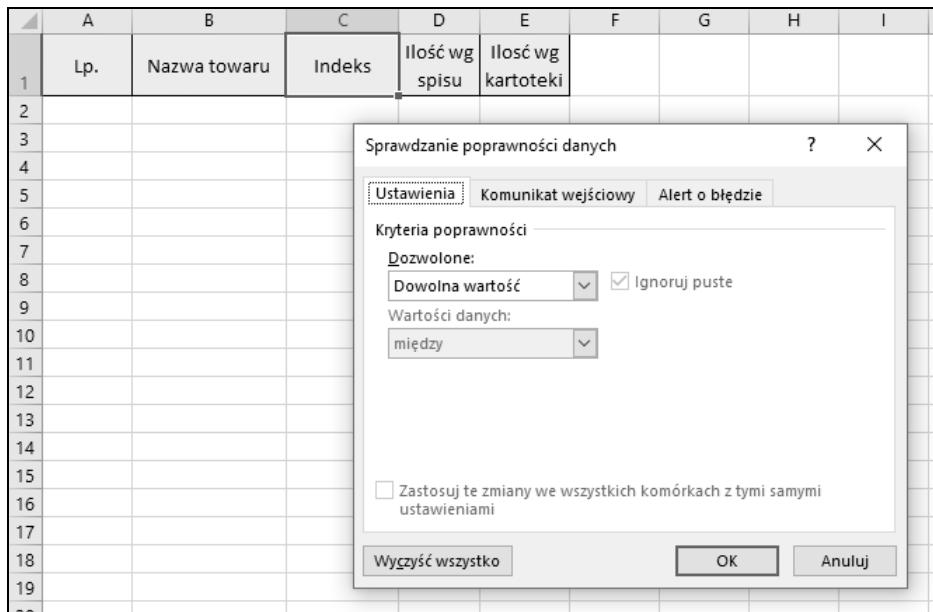 A B C D E F G H I
1 Lp. Nazwa towaru Indeks Ilość wg spisu Ilosć wg kartoteki
2
3
4
5
6
7
8
9
10
11
12
13
14
15
16
17
18
19
Sprawdzanie poprawności danych ?
Ustawienia Komunikat wejściowy Alert o błędzie
Kryteria poprawności
Dozwolone:
Dowolna wartość Ignoruj puste
Wartości danych:
między
Zastosuj te zmiany we wszystkich komórkach z tymi samymi
ustawieniami
Wyczyść wszystko OK Anuluj